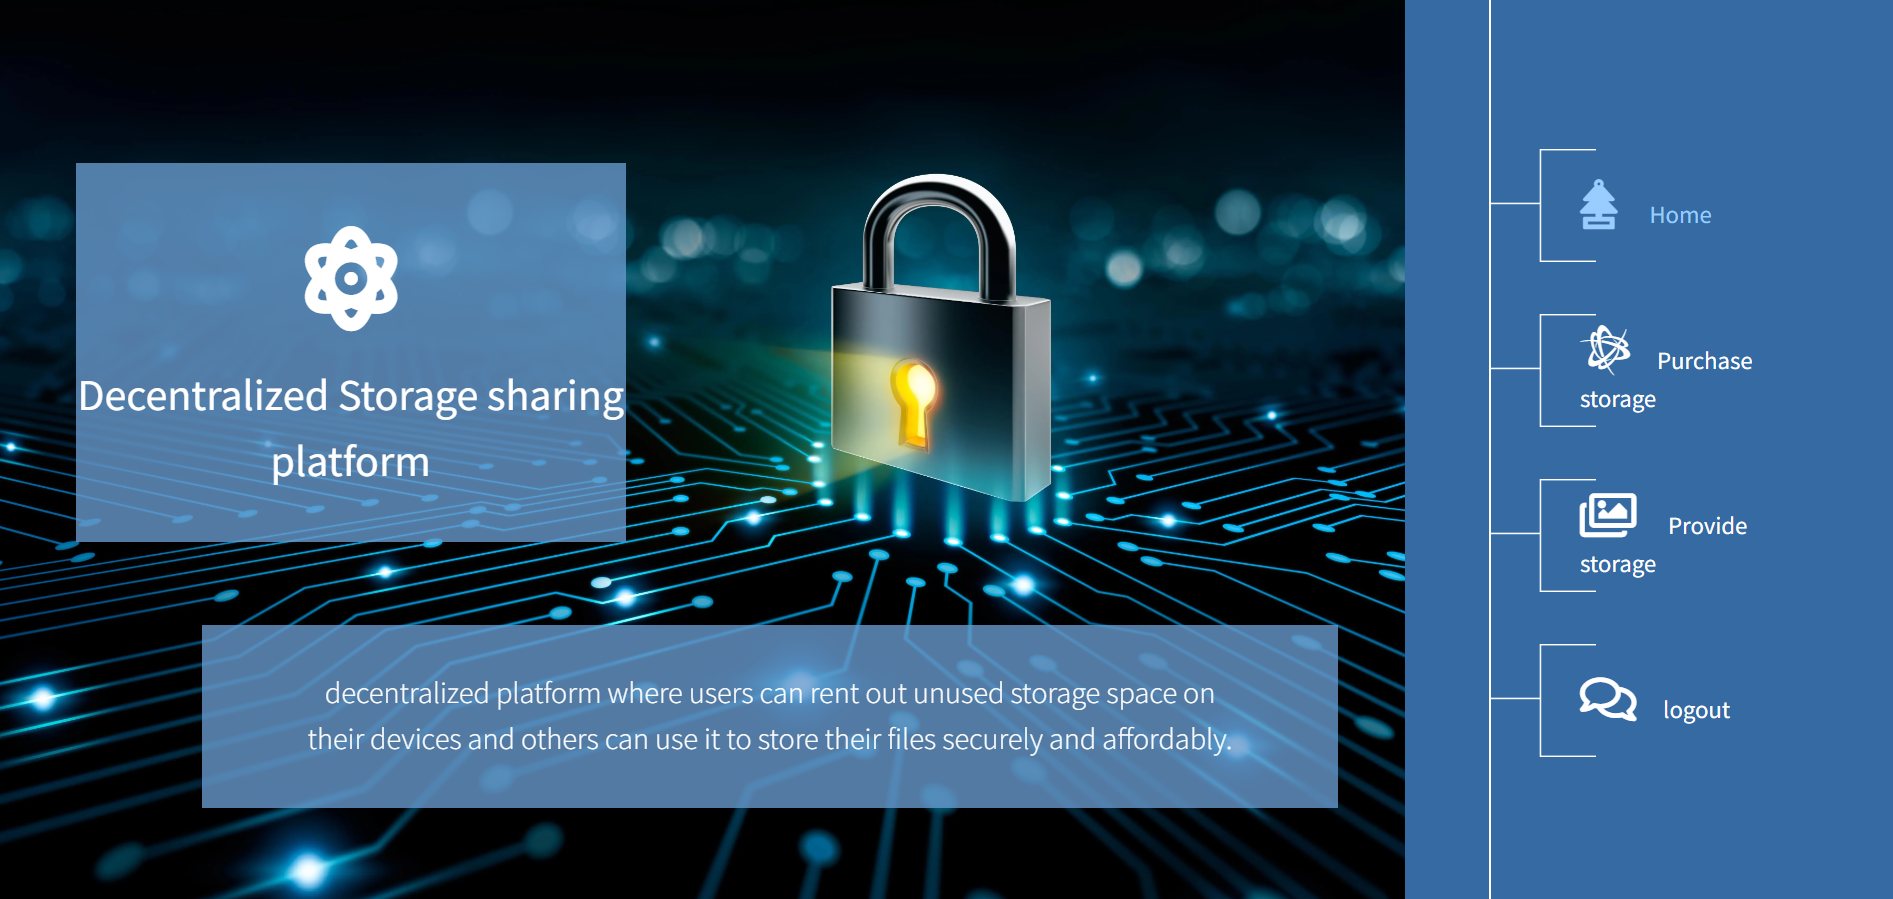 Decentralized Storage sharing
platform
decentralized platform where users can rent out unused storage space on
their devices and others can use it to store their files securely and affordably.
Home
Purchase
storage
Provide
storage
logout